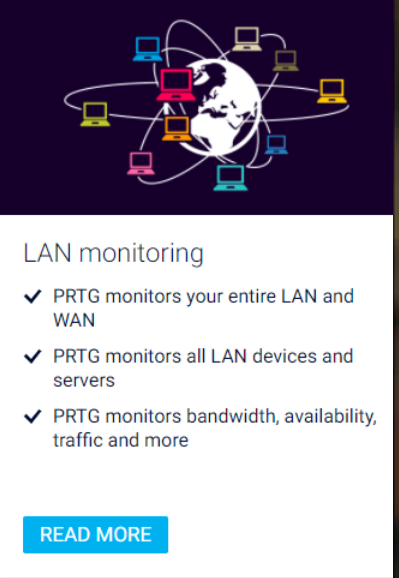 LAN monitoring
PRTG monitors your entire LAN and
WAN
PRTG monitors all LAN devices and
servers
PRTG monitors bandwidth, availability,
traffic and more
READ MORE